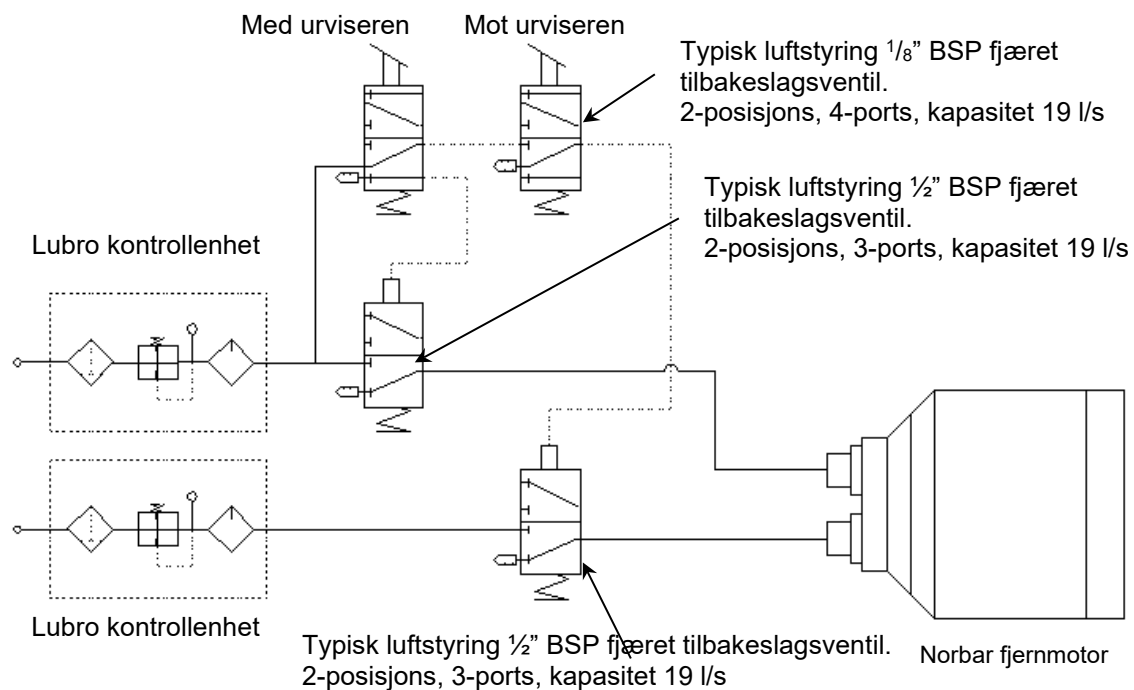 Med urviseren
Mot urviseren
Typisk luftstyring 1/8” BSP fjæret
tilbakeslagsventil.
2-posisjons, 4-ports, kapasitet 19 l/s
Typisk luftstyring ½” BSP fjæret
tilbakeslagsventil.
2-posisjons, 3-ports, kapasitet 19 l/s
Lubro kontrollenhet
Lubro kontrollenhet
Typisk luftstyring ½” BSP fjæret tilbakeslagsventil.
2-posisjons, 3-ports, kapasitet 19 l/s
Norbar fjernmotor